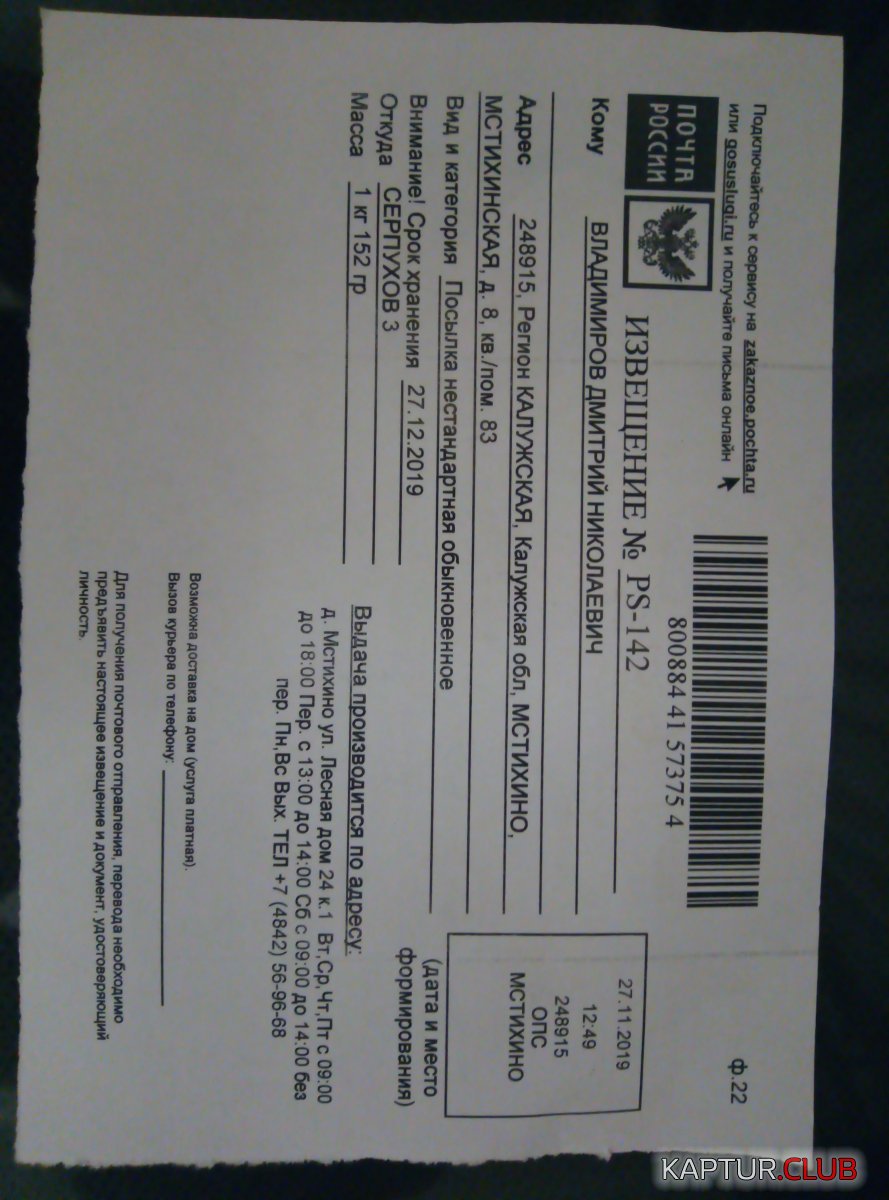 Подключайтесь к сервису на zakaznoe.pochta.ru
или gosuslugi.ru и получайте письма онлайн
ф.22
ПОЧТА
РОССИИ
ИЗВЕЩЕНИЕ № PS-142
800884 41 57375 4
27.11.2019
12:49
248915
ОПС
МСТИХИНО
(дата и место
формирования)
Кому ВЛАДИМИРОВ ДМИТРИЙ НИКОЛАЕВИЧ
Адрес 248915, Регион КАЛУЖСКАЯ, Калужская обл, МСТИХИНО,
МСТИХИНСКАЯ, д. 8, кв./пом. 83
Вид и категория Посылка нестандартная обыкновенное
Внимание! Срок хранения 27.12.2019
Откуда СЕРПУХОВ 3
Масса 1 кг 152 гр
Выдача производится по адресу:
д. Мстихино ул. Лесная дом 24 к.1 Вт,Ср,Чт,Пт с 09:00
до 18:00 Пер. с 13:00 до 14:00 Сб с 09:00 до 14:00 без
пер. Пн,Вс Вых. ТЕЛ +7 (4842) 56-96-68
Возможна доставка на дом (услуга платная).
Вызов курьера по телефону:
Для получения почтового отправления, перевода необходимо
предъявить настоящее извещение и документ, удостоверяющий
личность.
KAPTUR.CLUB